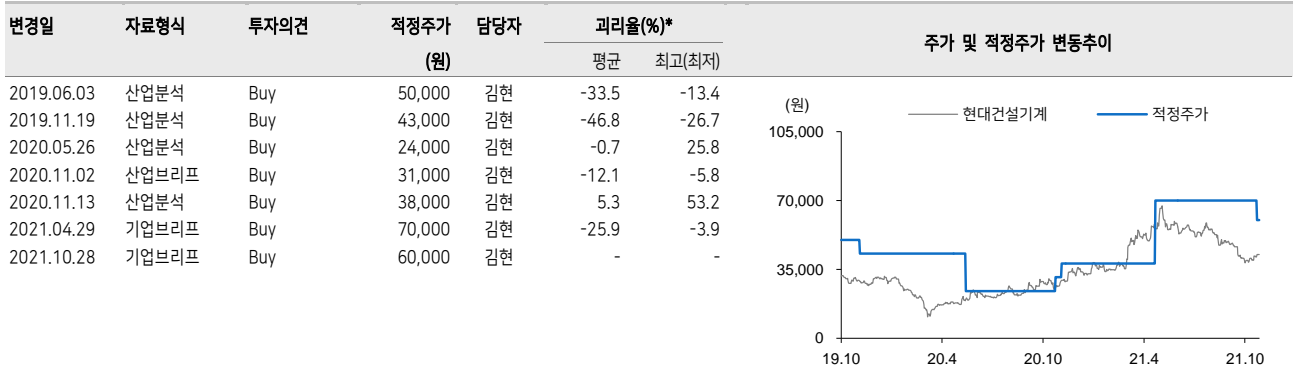 변경일 자료형식 투자의견 적정주가 담당자 괴리율(%)* 주가 및 적정주가 변동추이
(원) 평균 최고(최저)
2019.06.03 산업분석 Buy 50,000 김현 -33.5 -13.4
2019.11.19 산업분석 Buy 43,000 김현 -46.8 -26.7
2020.05.26 산업분석 Buy 24,000 김현 -0.7 25.8
2020.11.02 산업브리프 Buy 31,000 김현 -12.1 -5.8
2020.11.13 산업분석 Buy 38,000 김현 5.3 53.2
2021.04.29 기업브리프 Buy 70,000 김현 -25.9 -3.9
2021.10.28 기업브리프 Buy 60,000 김현 - -
(원) 현대건설기계 적정주가
105,000
70,000
35,000
0
19.10 20.4 20.10 21.4 21.10